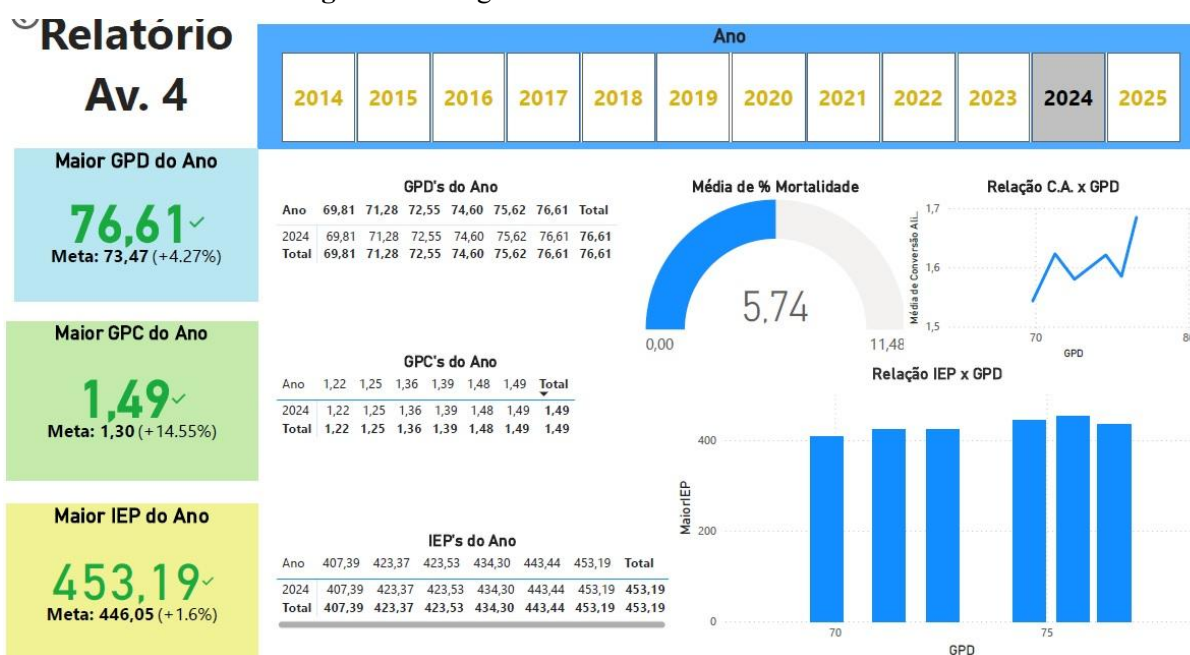 Relatório
Av. 4
Ano
2014 2015 2016 2017 2018 2019 2020 2021 2022 2023 2024 2025
Maior GPD do Ano
76,61
Meta: 73,47 (+4.27%)
Maior GPC do Ano
1,49
Meta: 1,30 (+14.55%)
Maior IEP do Ano
453,19
Meta: 446,05 (+1.6%)
GPD's do Ano
Ano 69,81 71,28 72,55 74,60 75,62 76,61 Total
2024 69,81 71,28 72,55 74,60 75,62 76,61 76,61
Total 69,81 71,28 72,55 74,60 75,62 76,61 76,61
GPC's do Ano
Ano 1,22 1,25 1,36 1,39 1,48 1,49 Total
2024 1,22 1,25 1,36 1,39 1,48 1,49 1,49
Total 1,22 1,25 1,36 1,39 1,48 1,49 1,49
IEP's do Ano
Ano 407,39 423,37 423,53 434,30 443,44 453,19 Total
2024 407,39 423,37 423,53 434,30 443,44 453,19 453,19
Total 407,39 423,37 423,53 434,30 443,44 453,19 453,19
Média de % Mortalidade
5,74
0,00
11,48
Relação C.A. x GPD
Média de Conversão Ali...
1,7
1,6
1,5
70
GPD
Relação IEP x GPD
MaiorIEP
400
200
0
70
75
GPD